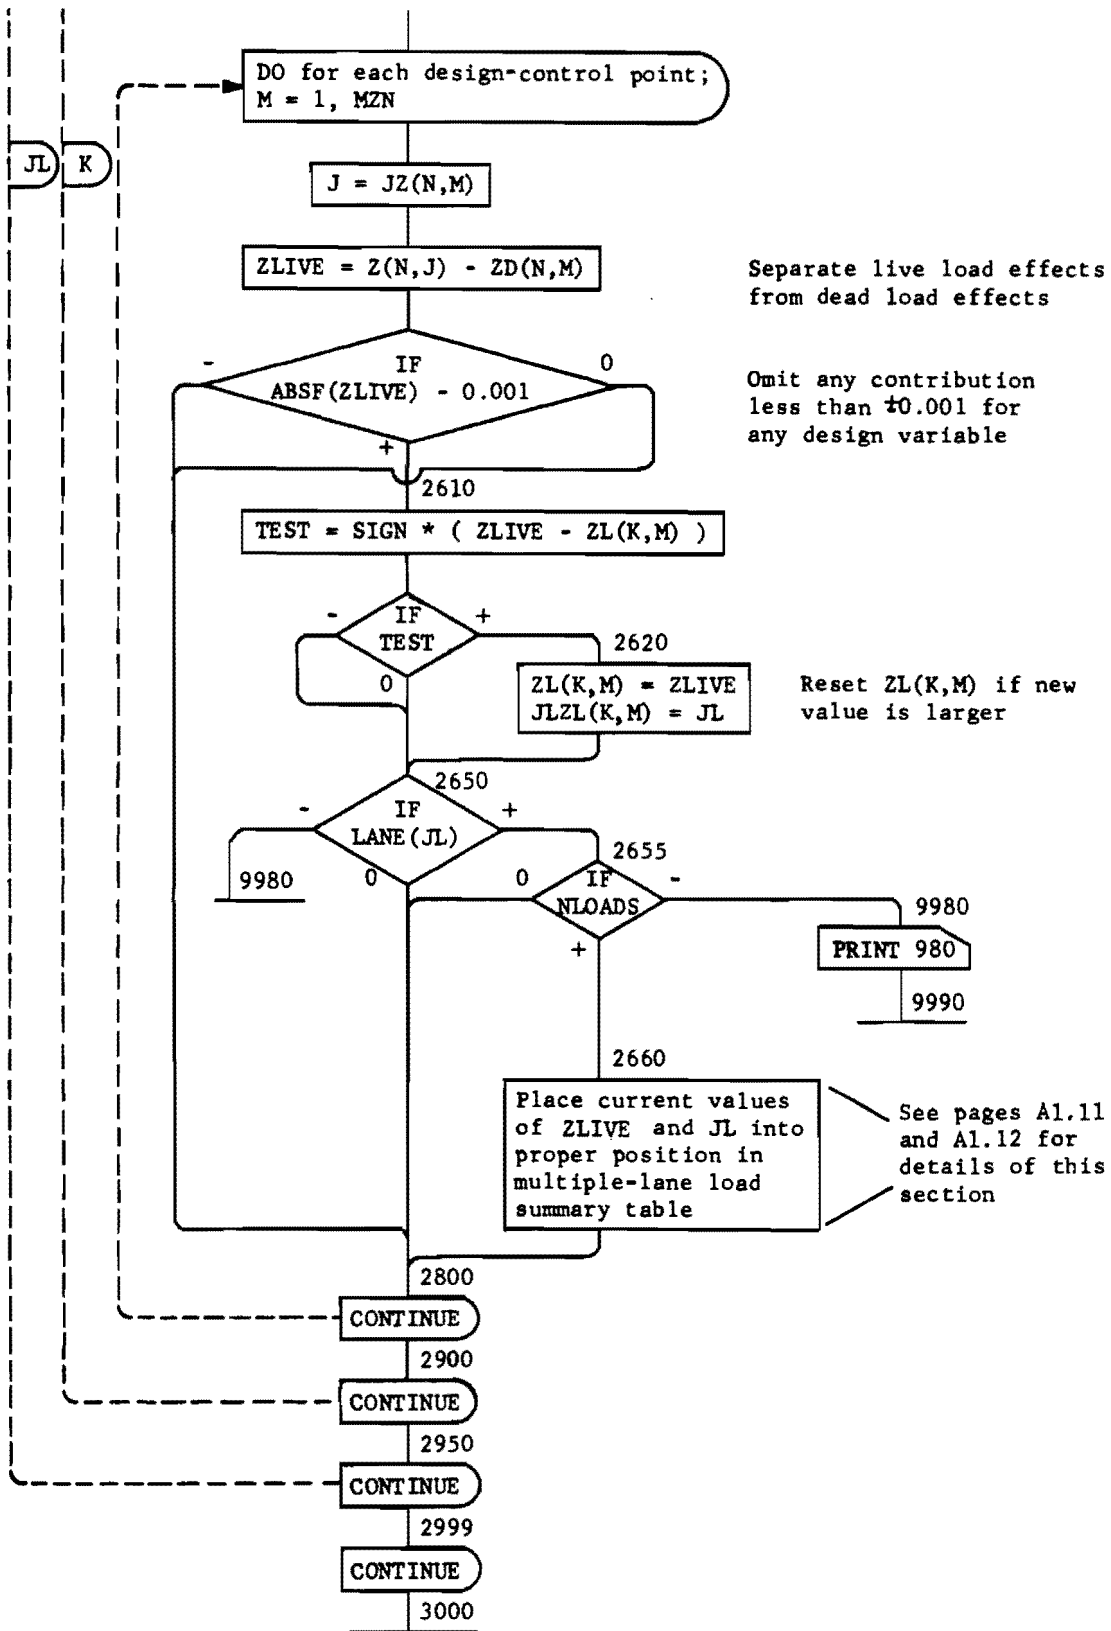 DO for each design-control point;
M = 1, MZN
JL
K
J = JZ(N,M)
ZLIVE = Z(N,J) - ZD(N,M)
Separate live load effects
from dead load effects
-
0
IF
ABSF(ZLIVE) - 0.001
+
Omit any contribution
less than ±0.001 for
any design variable
2610
TEST = SIGN * ( ZLIVE - ZL(K,M) )
-
+
IF
TEST
0
2620
ZL(K,M) = ZLIVE
JLZL(K,M) = JL
Reset ZL(K,M) if new
value is larger
2650
-
+
IF
LANE(JL)
0
9980
2655
0
-
IF
NLOADS
+
9980
PRINT 980
9990
2660
Place current values
of ZLIVE and JL into
proper position in
multiple-lane load
summary table
See pages A1.11
and A1.12 for
details of this
section
2800
CONTINUE
2900
CONTINUE
2950
CONTINUE
2999
CONTINUE
3000